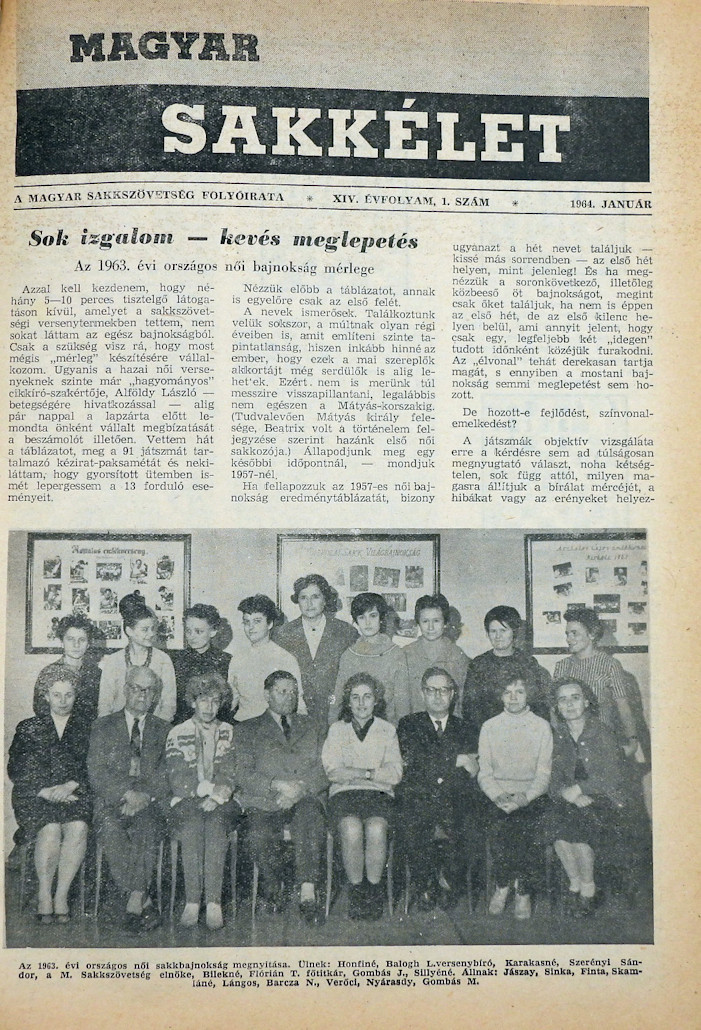 MAGYAR
SAKKÉLET
A MAGYAR SAKKSZÖVETSÉG FOLYÓIRATA * XIV. ÉVFOLYAM, 1. SZÁM * 1964. JANUÁR
Sok izgalom — kevés meglepetés
Az 1963. évi országos női bajnokság mérlege
Azzal kell kezdenem, hogy né-
hány 5—10 perces tisztelgő látoga-
táson kívül, amelyet a sakkszövet-
ségi versenytermekben tettem, nem
sokat láttam az egész bajnokságból.
Csak a szükség visz rá, hogy most
mégis „mérleg" készítésére vállal-
kozom. Ugyanis a hazai női verse-
nyeknek szinte már „hagyományos"
cikkíró-szakértője, Alföldy László —
betegségére hivatkozással — alig
pár nappal a lapzárta előtt le-
mondta önként vállalt megbízatását
a beszámolót illetően. Vettem hát
a táblázatot, meg a 91 játszmát tar-
talmazó kézirat-paksamétát és neki-
láttam, hogy gyorsított ütemben is-
mét lepergessem a 13 forduló ese-
ményeit.
Nézzük előbb a táblázatot, annak
is egyelőre csak az első felét.
A nevek ismerősek. Találkoztunk
velük sokszor, a múltnak olyan régi
éveiben is, amit említeni szinte ta-
pintatlanság, hiszen inkább hinné az
ember, hogy ezek a mai szereplők
akkortájt még serdülők is alig le-
hettek. Ezért nem is merünk túl
messzire visszapillantani, legalábbis
nem egészen a Mátyás-korszakig.
(Tudvalevően Mátyás király fele-
sége, Beatrix volt a történelem fel-
jegyzése szerint hazánk első női
sakkozója.) Állapodjunk meg egy
későbbi időpontnál, — mondjuk
1957-nél.
Ha fellapozzuk az 1957-es női baj-
nokság eredménytáblázatát, bizony
ugyanazt a hét nevet találjuk —
kissé más sorrendben — az első hét
helyen, mint jelenleg! És ha meg-
nézzük a soronkövetkező, illetőleg
közbeeső öt bajnokságot, megint
csak őket találjuk, ha nem is éppen
az első hét, de az első kilenc he-
lyen belül, ami annyit jelent, hogy
csak egy, legfeljebb két „idegen"
tudott időnként közéjük furakodni.
Az „élvonal" tehát derekasan tartja
magát, s ennyiben a mostani baj-
nokság semmi meglepetést sem ho-
zott.
De hozott-e fejlődést, színvonal-
emelkedést?
A játszmák objektív vizsgálata
erre a kérdésre sem ad túlságosan
megnyugtató választ, noha kétség-
telen, sok függ attól, milyen ma-
gasra állítjuk a bírálat mércéjét, a
hibákat vagy az erényeket helyez-
Az 1963. évi országos női sakkbajnokság megnyitása. Ülnek: Honfiné, Balogh L. versenybíró, Karakasné, Szerényi Sán-
dor, a M. Sakkszövetség elnöke, Bilekné, Flórián T. főtitkár, Gombás J., Sillyéné. Állnak: Jászay, Sinka, Finta, Skam-
láné, Lángos, Barcza N., Verőci, Nyárasdy, Gombás M.